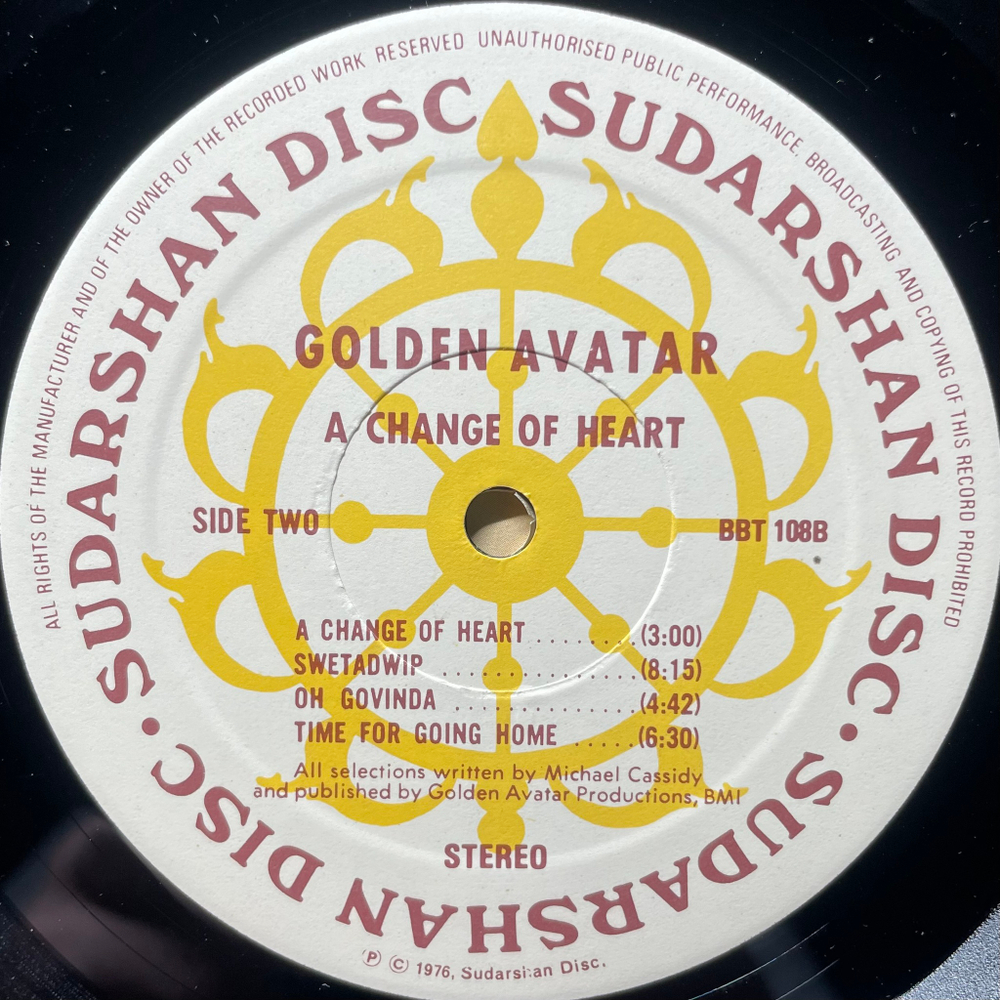 ALL RIGHTS OF THE MANUFACTURER AND OF THE OWNER OF THE RECORDED WORK RESERVED UNAUTHORISED PUBLIC PERFORMANCE, BROADCASTING AND COPYING OF THIS RECORD PROHIBITED
SUDARSHAN DISC SUDARSHAN DISC · SUDARSHAN DISC ·
GOLDEN AVATAR
A CHANGE OF HEART
SIDE TWO
BBT 108B
A CHANGE OF HEART ........(3:00)
SWETADWIP ...............(8:15)
OH GOVINDA ..............(4:42)
TIME FOR GOING HOME .....(6:30)
All selections written by Michael Cassidy
and published by Golden Avatar Productions, BMI
STEREO
℗ © 1976, Sudarshan Disc.